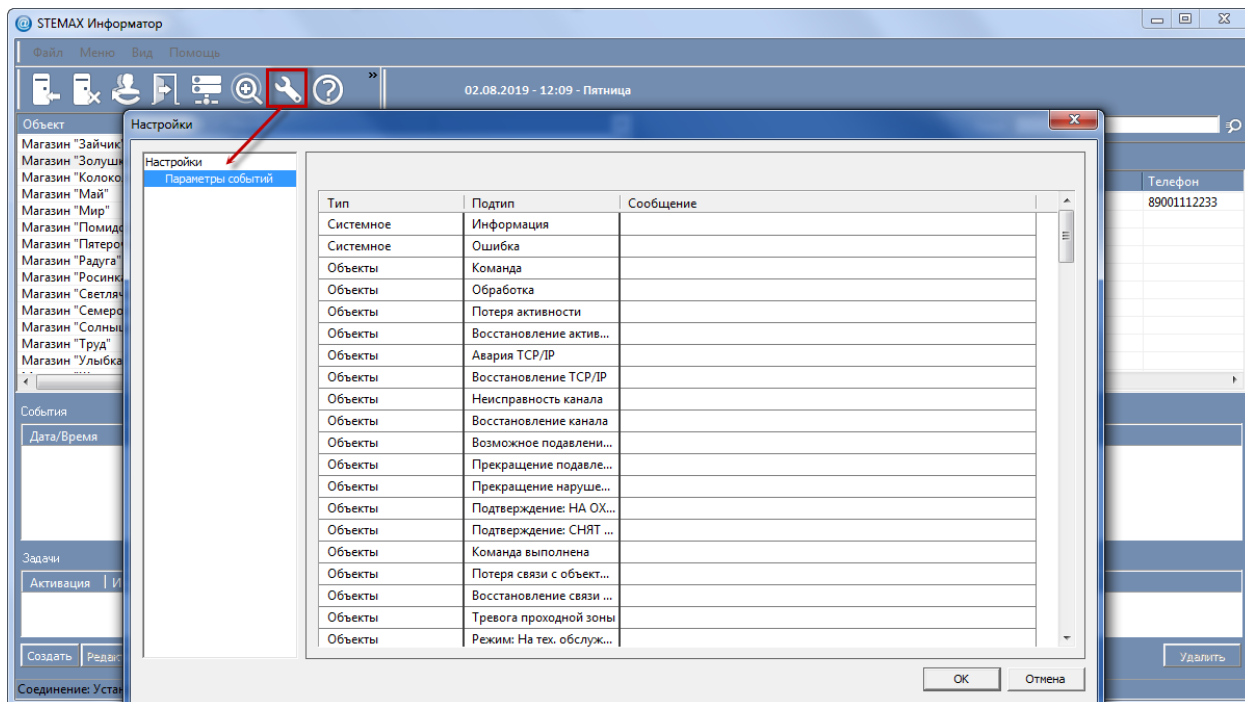 STEMAX Информатор
Файл Меню Вид Помощь
»
02.08.2019 - 12:09 - Пятница
Объект
Магазин "Зайчик"
Магазин "Золушк
Магазин "Колоко
Магазин "Май"
Магазин "Мир"
Магазин "Помидо
Магазин "Пятеро
Магазин "Радуга"
Магазин "Росинка
Магазин "Светляч
Магазин "Семеро
Магазин "Солныш
Магазин "Труд"
Магазин "Улыбка
Телефон
89001112233
События
Дата/Время
Задачи
Активация И
Создать Редак
Удалить
Соединение: Устан
Настройки
Настройки
Параметры событий
Тип Подтип Сообщение
Системное Информация
Системное Ошибка
Объекты Команда
Объекты Обработка
Объекты Потеря активности
Объекты Восстановление актив...
Объекты Авария TCP/IP
Объекты Восстановление TCP/IP
Объекты Неисправность канала
Объекты Восстановление канала
Объекты Возможное подавлени...
Объекты Прекращение подавле...
Объекты Прекращение наруше...
Объекты Подтверждение: НА ОХ...
Объекты Подтверждение: СНЯТ ...
Объекты Команда выполнена
Объекты Потеря связи с объект...
Объекты Восстановление связи ...
Объекты Тревога проходной зоны
Объекты Режим: На тех. обслуж...
ОК Отмена